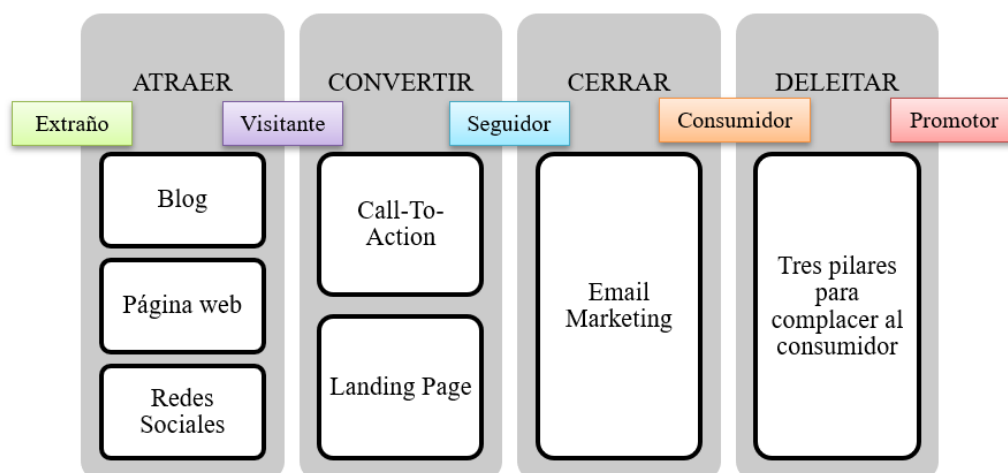 ATRAER
CONVERTIR
CERRAR
DELEITAR
Extraño
Visitante
Seguidor
Consumidor
Promotor
Blog
Página web
Redes
Sociales
Call-To-
Action
Landing Page
Email
Marketing
Tres pilares
para
complacer al
consumidor